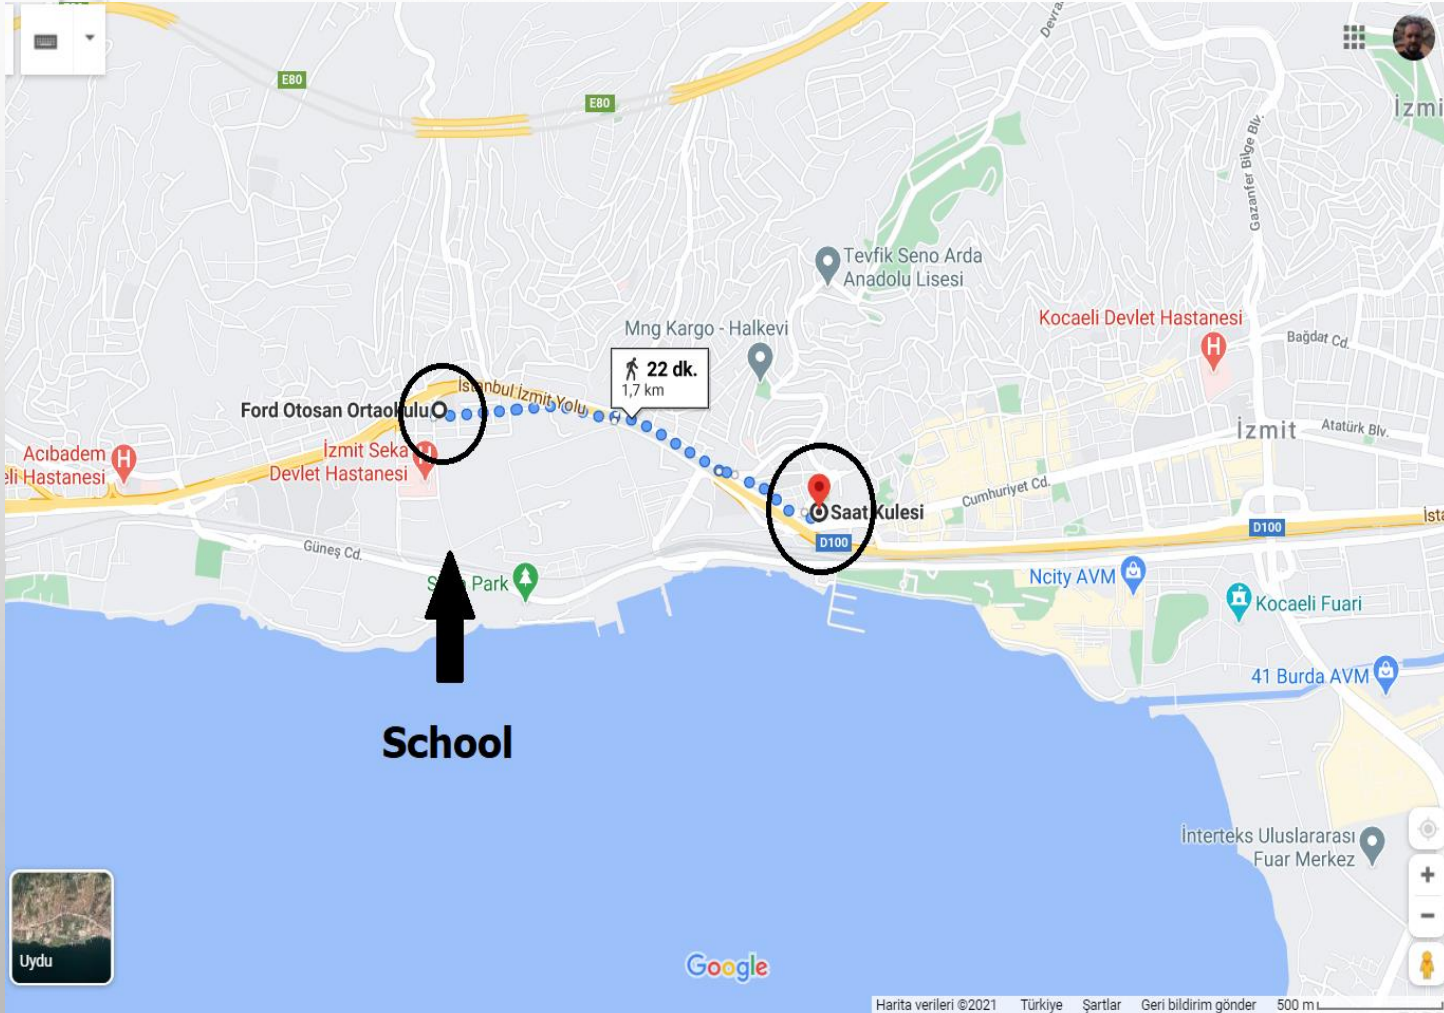 E80
E80
Devra
İzmi
Gazanfer Bilge Blv.
Tevfik Seno Arda
Anadolu Lisesi
Mng Kargo - Halkevi
Kocaeli Devlet Hastanesi
H
Bağdat Cd.
22 dk.
1,7 km
İstanbul İzmit Yolu
Ford Otosan Ortaokulu
İzmit Seka
Devlet Hastanesi
H
Acıbadem
eli Hastanesi
H
İzmit
Atatürk Blv.
Cumhuriyet Cd.
Saat Kulesi
D100
D100
İsta
Güneş Cd.
Park
Ncity AVM
Kocaeli Fuari
41 Burda AVM
School
İnterteks Uluslararası
Fuar Merkez
Uydu
Google
Harita verileri ©2021 Türkiye Şartlar Geri bildirim gönder 500 m